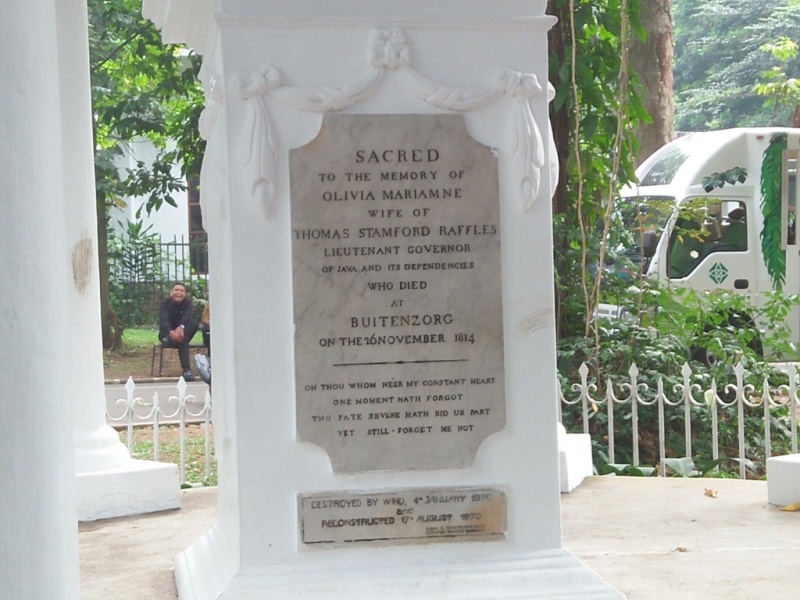 SACRED
TO THE MEMORY OF
OLIVIA MARIAMNE
WIFE OF
THOMAS STAMFORD RAFFLES
LIEUTENANT GOVERNOR
OF JAVA AND ITS DEPENDENCIES
WHO DIED
AT
BUITENZORG
ON THE 26 NOVEMBER 1814
OH THOU WHOM NEER MY CONSTANT HEART
ONE MOMENT HATH FORGOT
THO FATE SEVERE HATH BID US PART
YET STILL - FORGET ME NOT
DESTROYED BY WIND, 4th JANUARY 1970
and
RECONSTRUCTED 17th AUGUST 1970